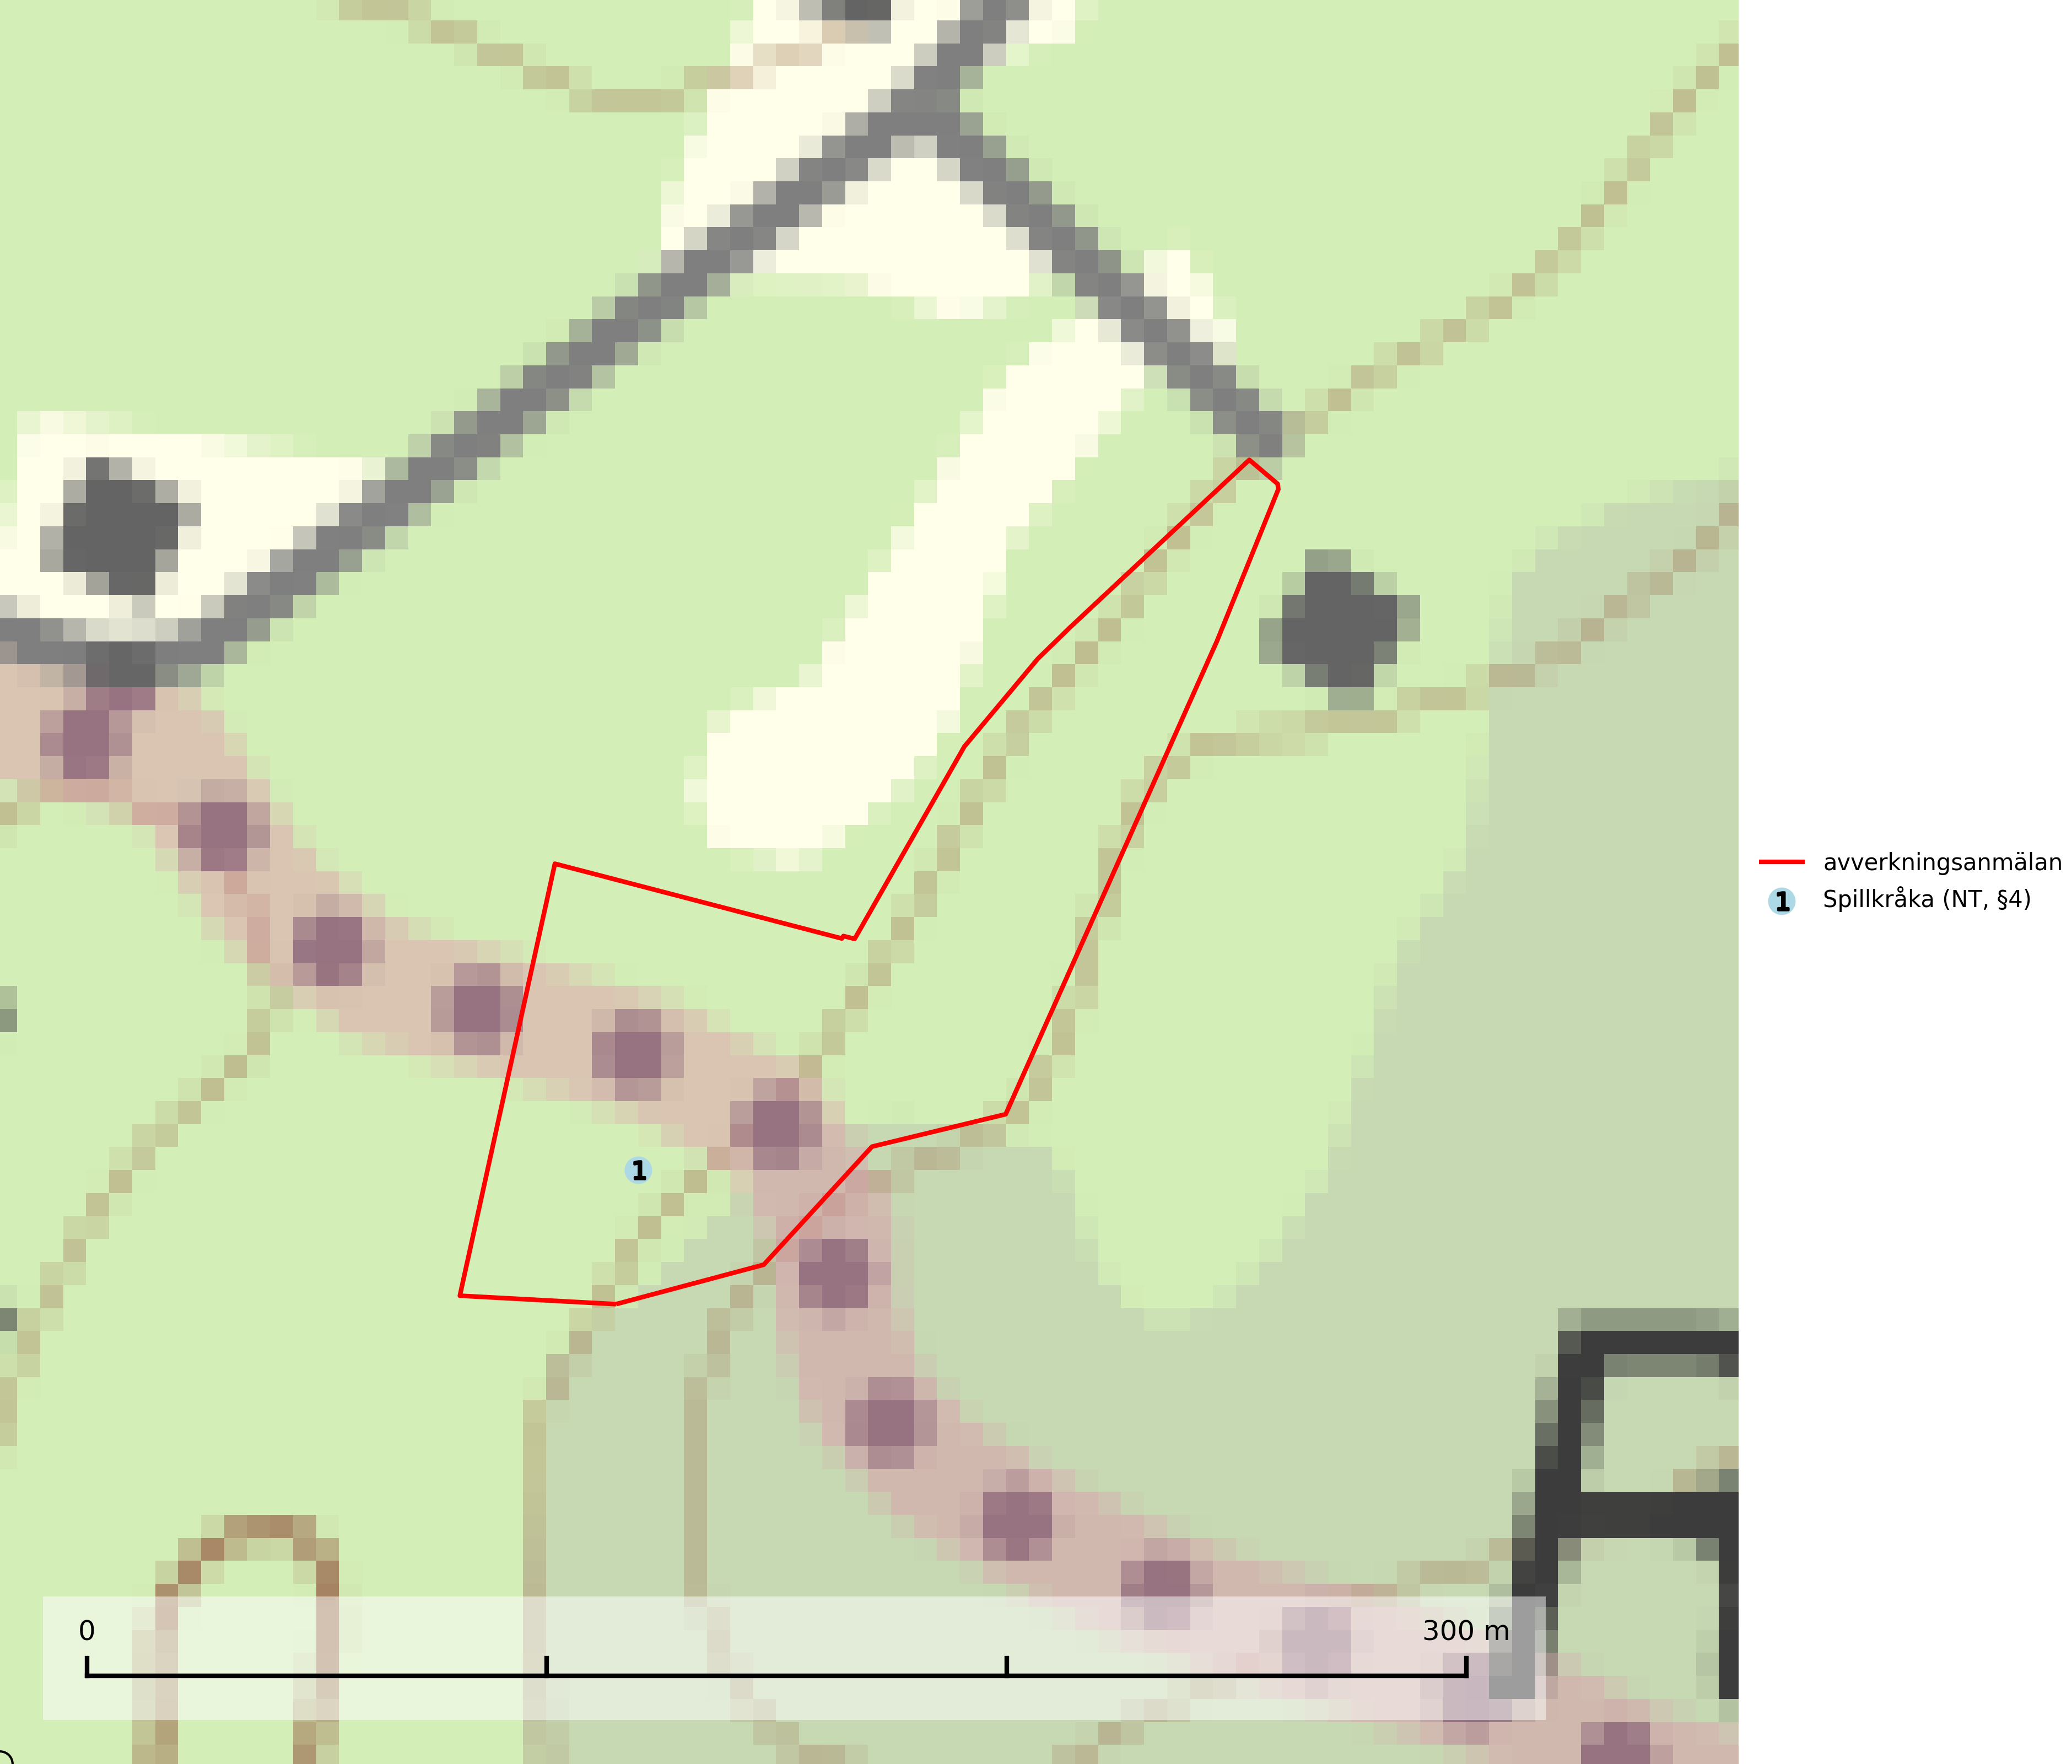 avverkningsanmälan
1 Spillkråka (NT, §4)
1
0 300 m